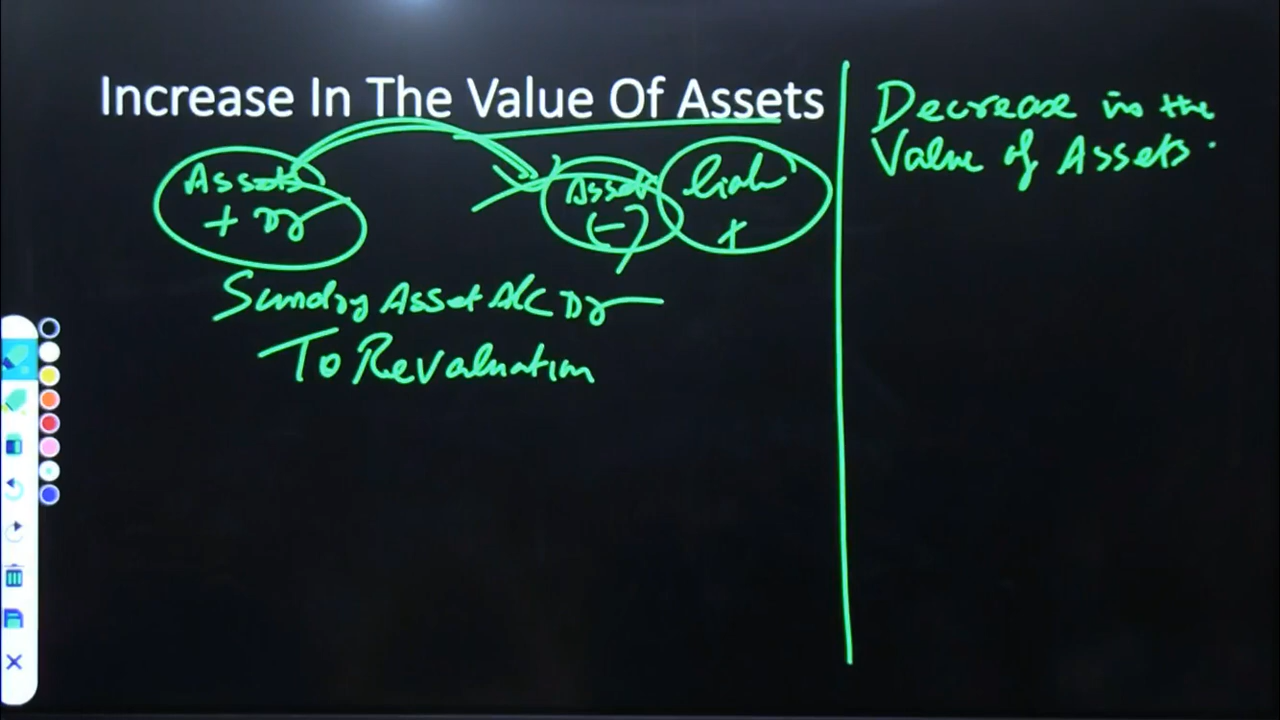 Increase In The Value Of Assets
Assets
+ Dr
Assets
(-)
liab
+
Sundry Asset A/C Dr
To Revaluation
Decrease in the
Value of Assets.